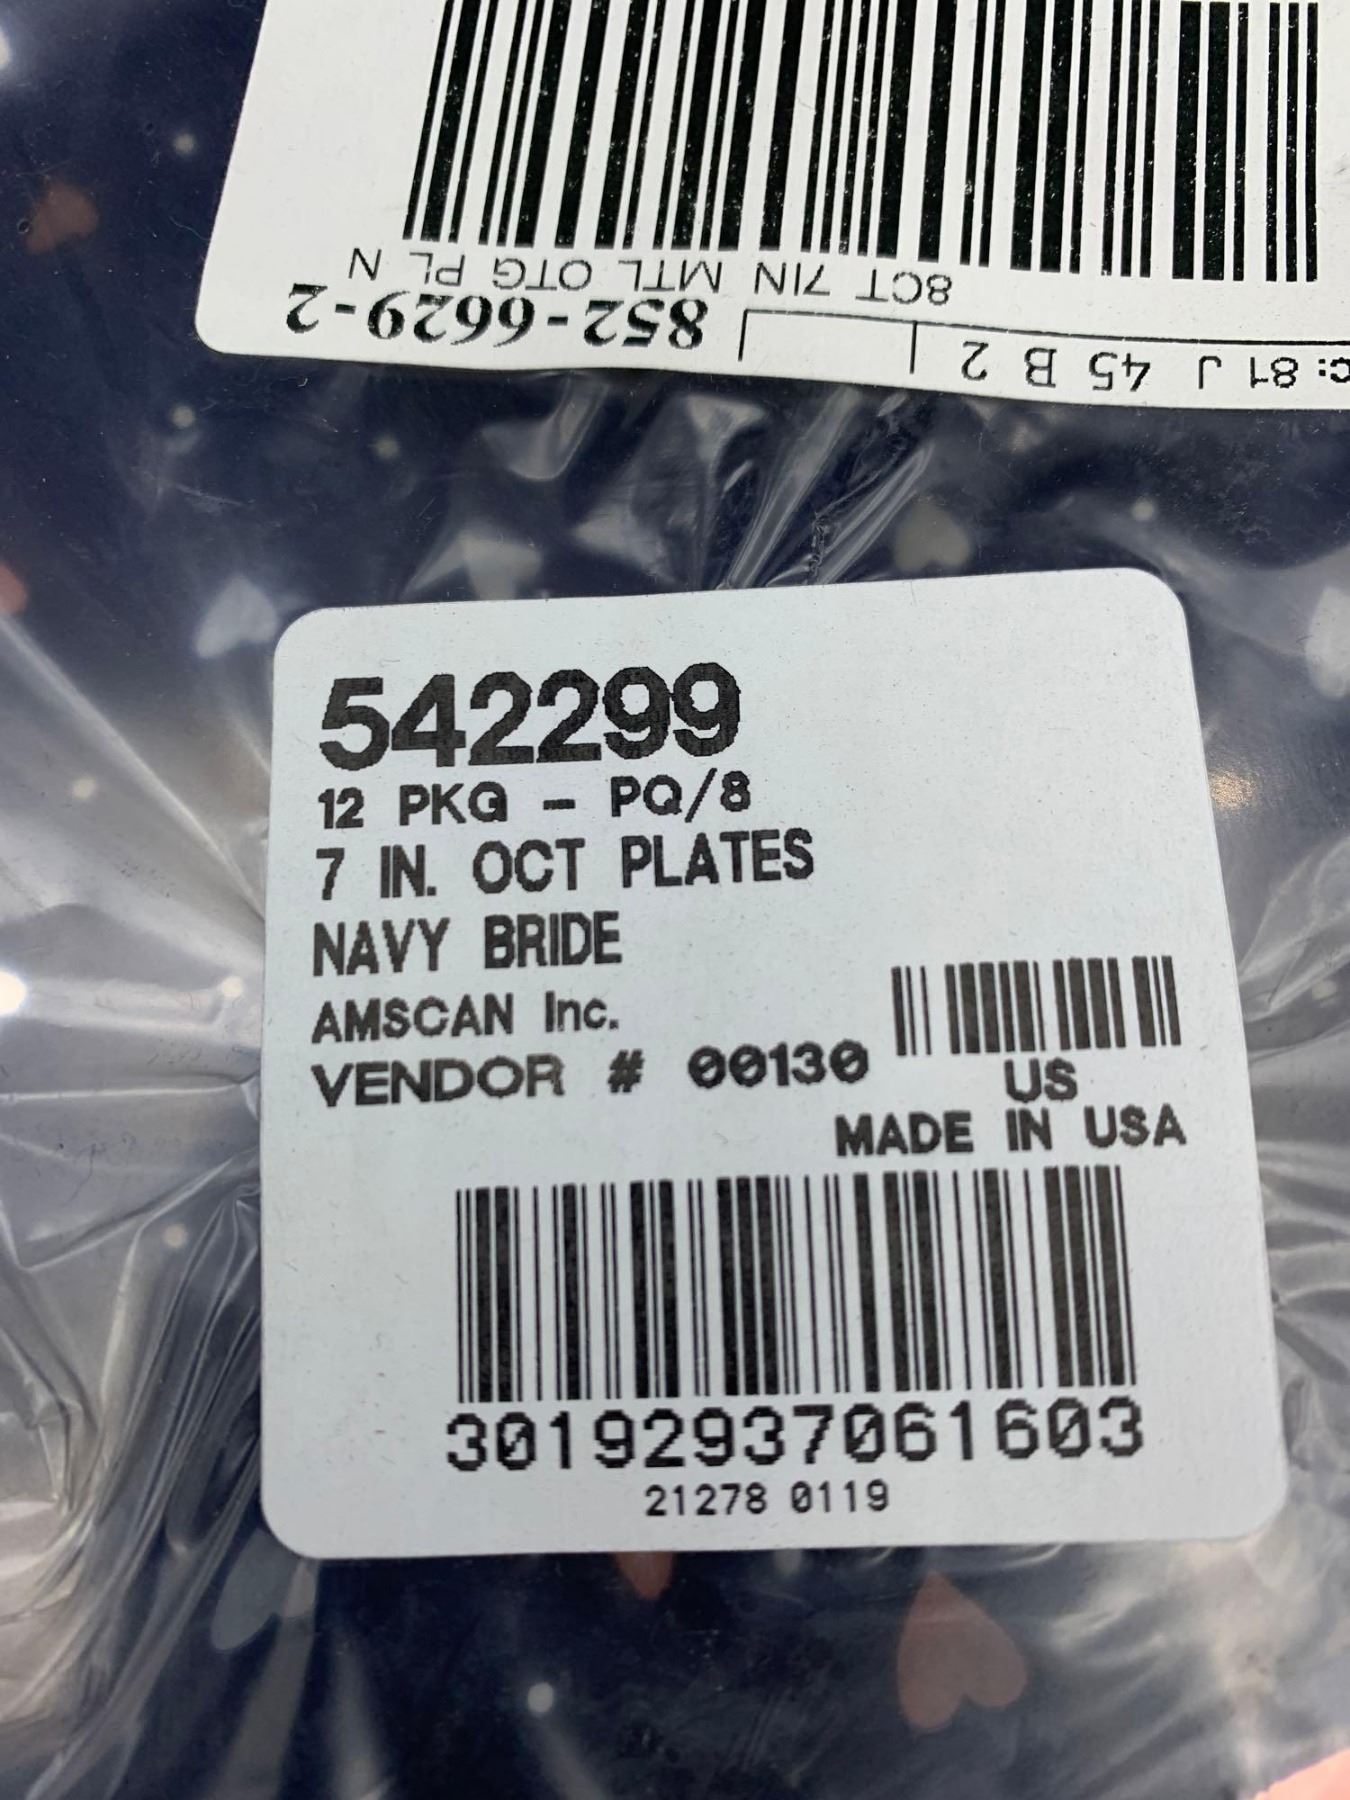 8CT 7IN MTL OTG PL N
852-6629-2
81 J 45 B 2
542299
12 PKG - PQ/8
7 IN. OCT PLATES
NAVY BRIDE
AMSCAN Inc.
VENDOR # 00130
US
MADE IN USA
30192937061603
21278 0119